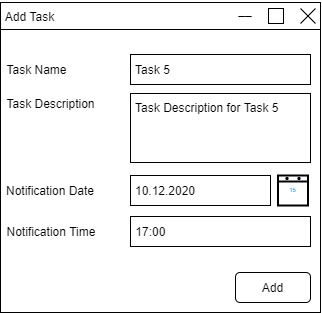 Add Task
Task Name
Task 5
Task Description
Task Description for Task 5
Notification Date
10.12.2020
15
Notification Time
17:00
Add